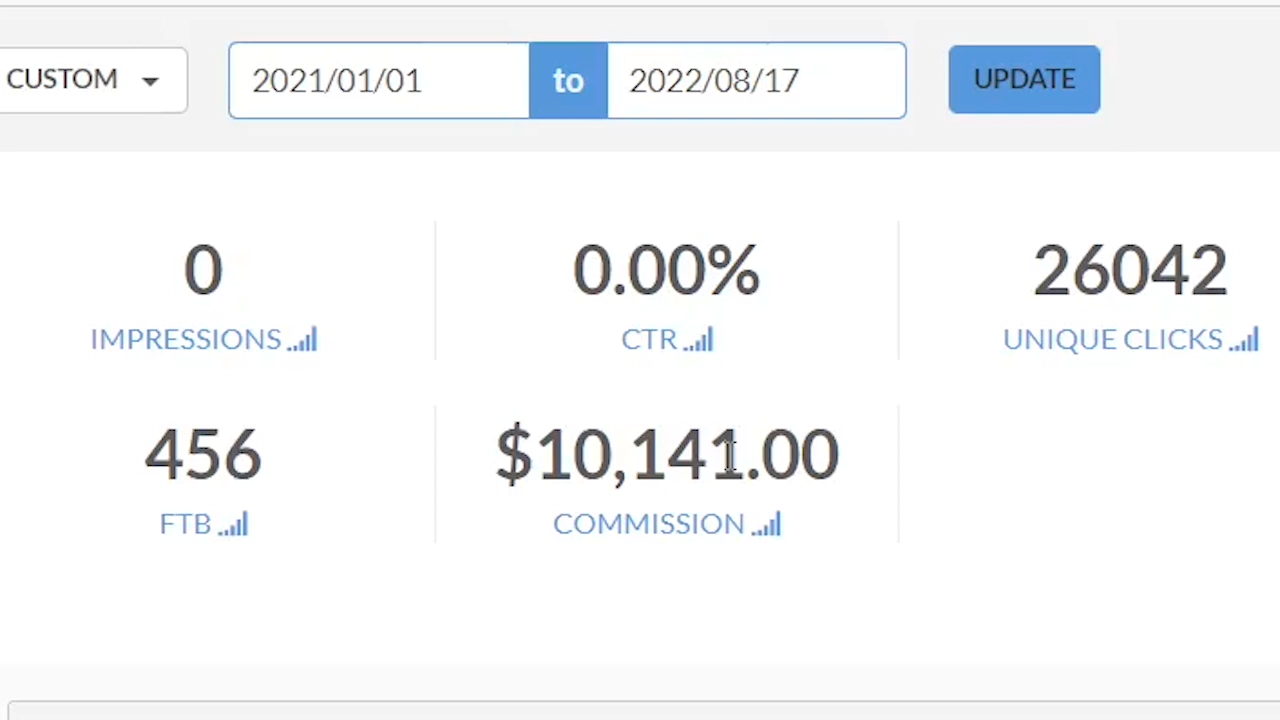 CUSTOM 2021/01/01 to 2022/08/17 UPDATE
0 0.00% 26042
IMPRESSIONS CTR UNIQUE CLICKS
456 $10,141.00
FTB COMMISSION